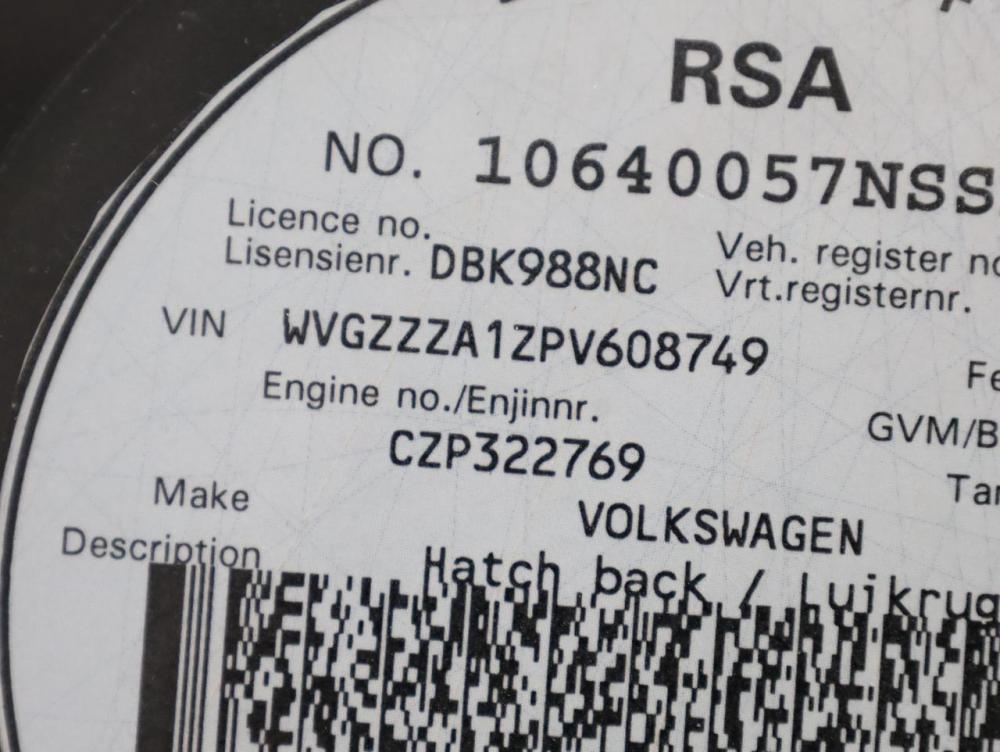 RSA
NO. 10640057NSS
Licence no.
Lisensienr. DBK988NC
Veh. register
Vrt.registernr.
VIN WVGZZZA1ZPV608749
Engine no./Enjinnr.
CZP322769
GVM/B
Make VOLKSWAGEN
Description Hatch back / Luikrug